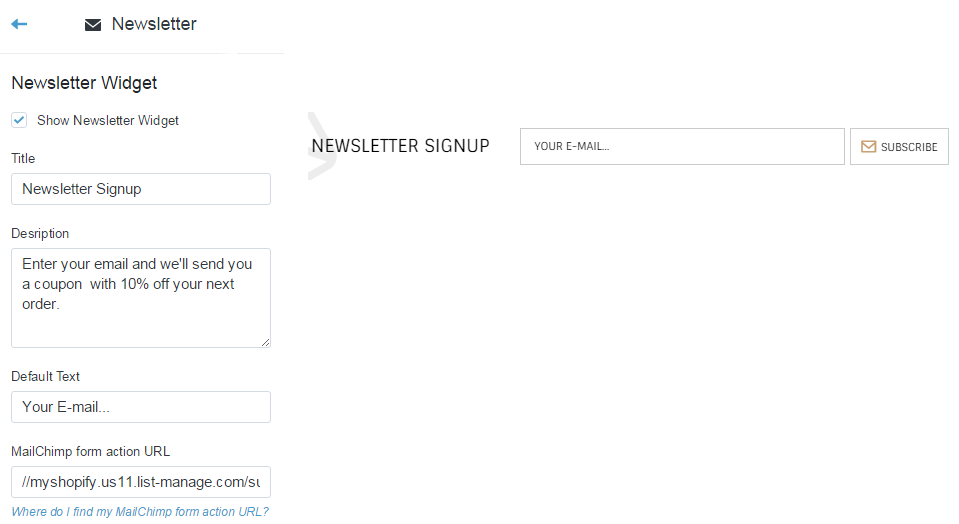 Newsletter
Newsletter Widget
Show Newsletter Widget
Title
Newsletter Signup
Desription
Enter your email and we'll send you
a coupon  with 10% off your next
order.
Default Text
Your E-mail...
MailChimp form action URL
//myshopify.us11.list-manage.com/su
Where do I find my MailChimp form action URL?
NEWSLETTER SIGNUP
YOUR E-MAIL...
SUBSCRIBE